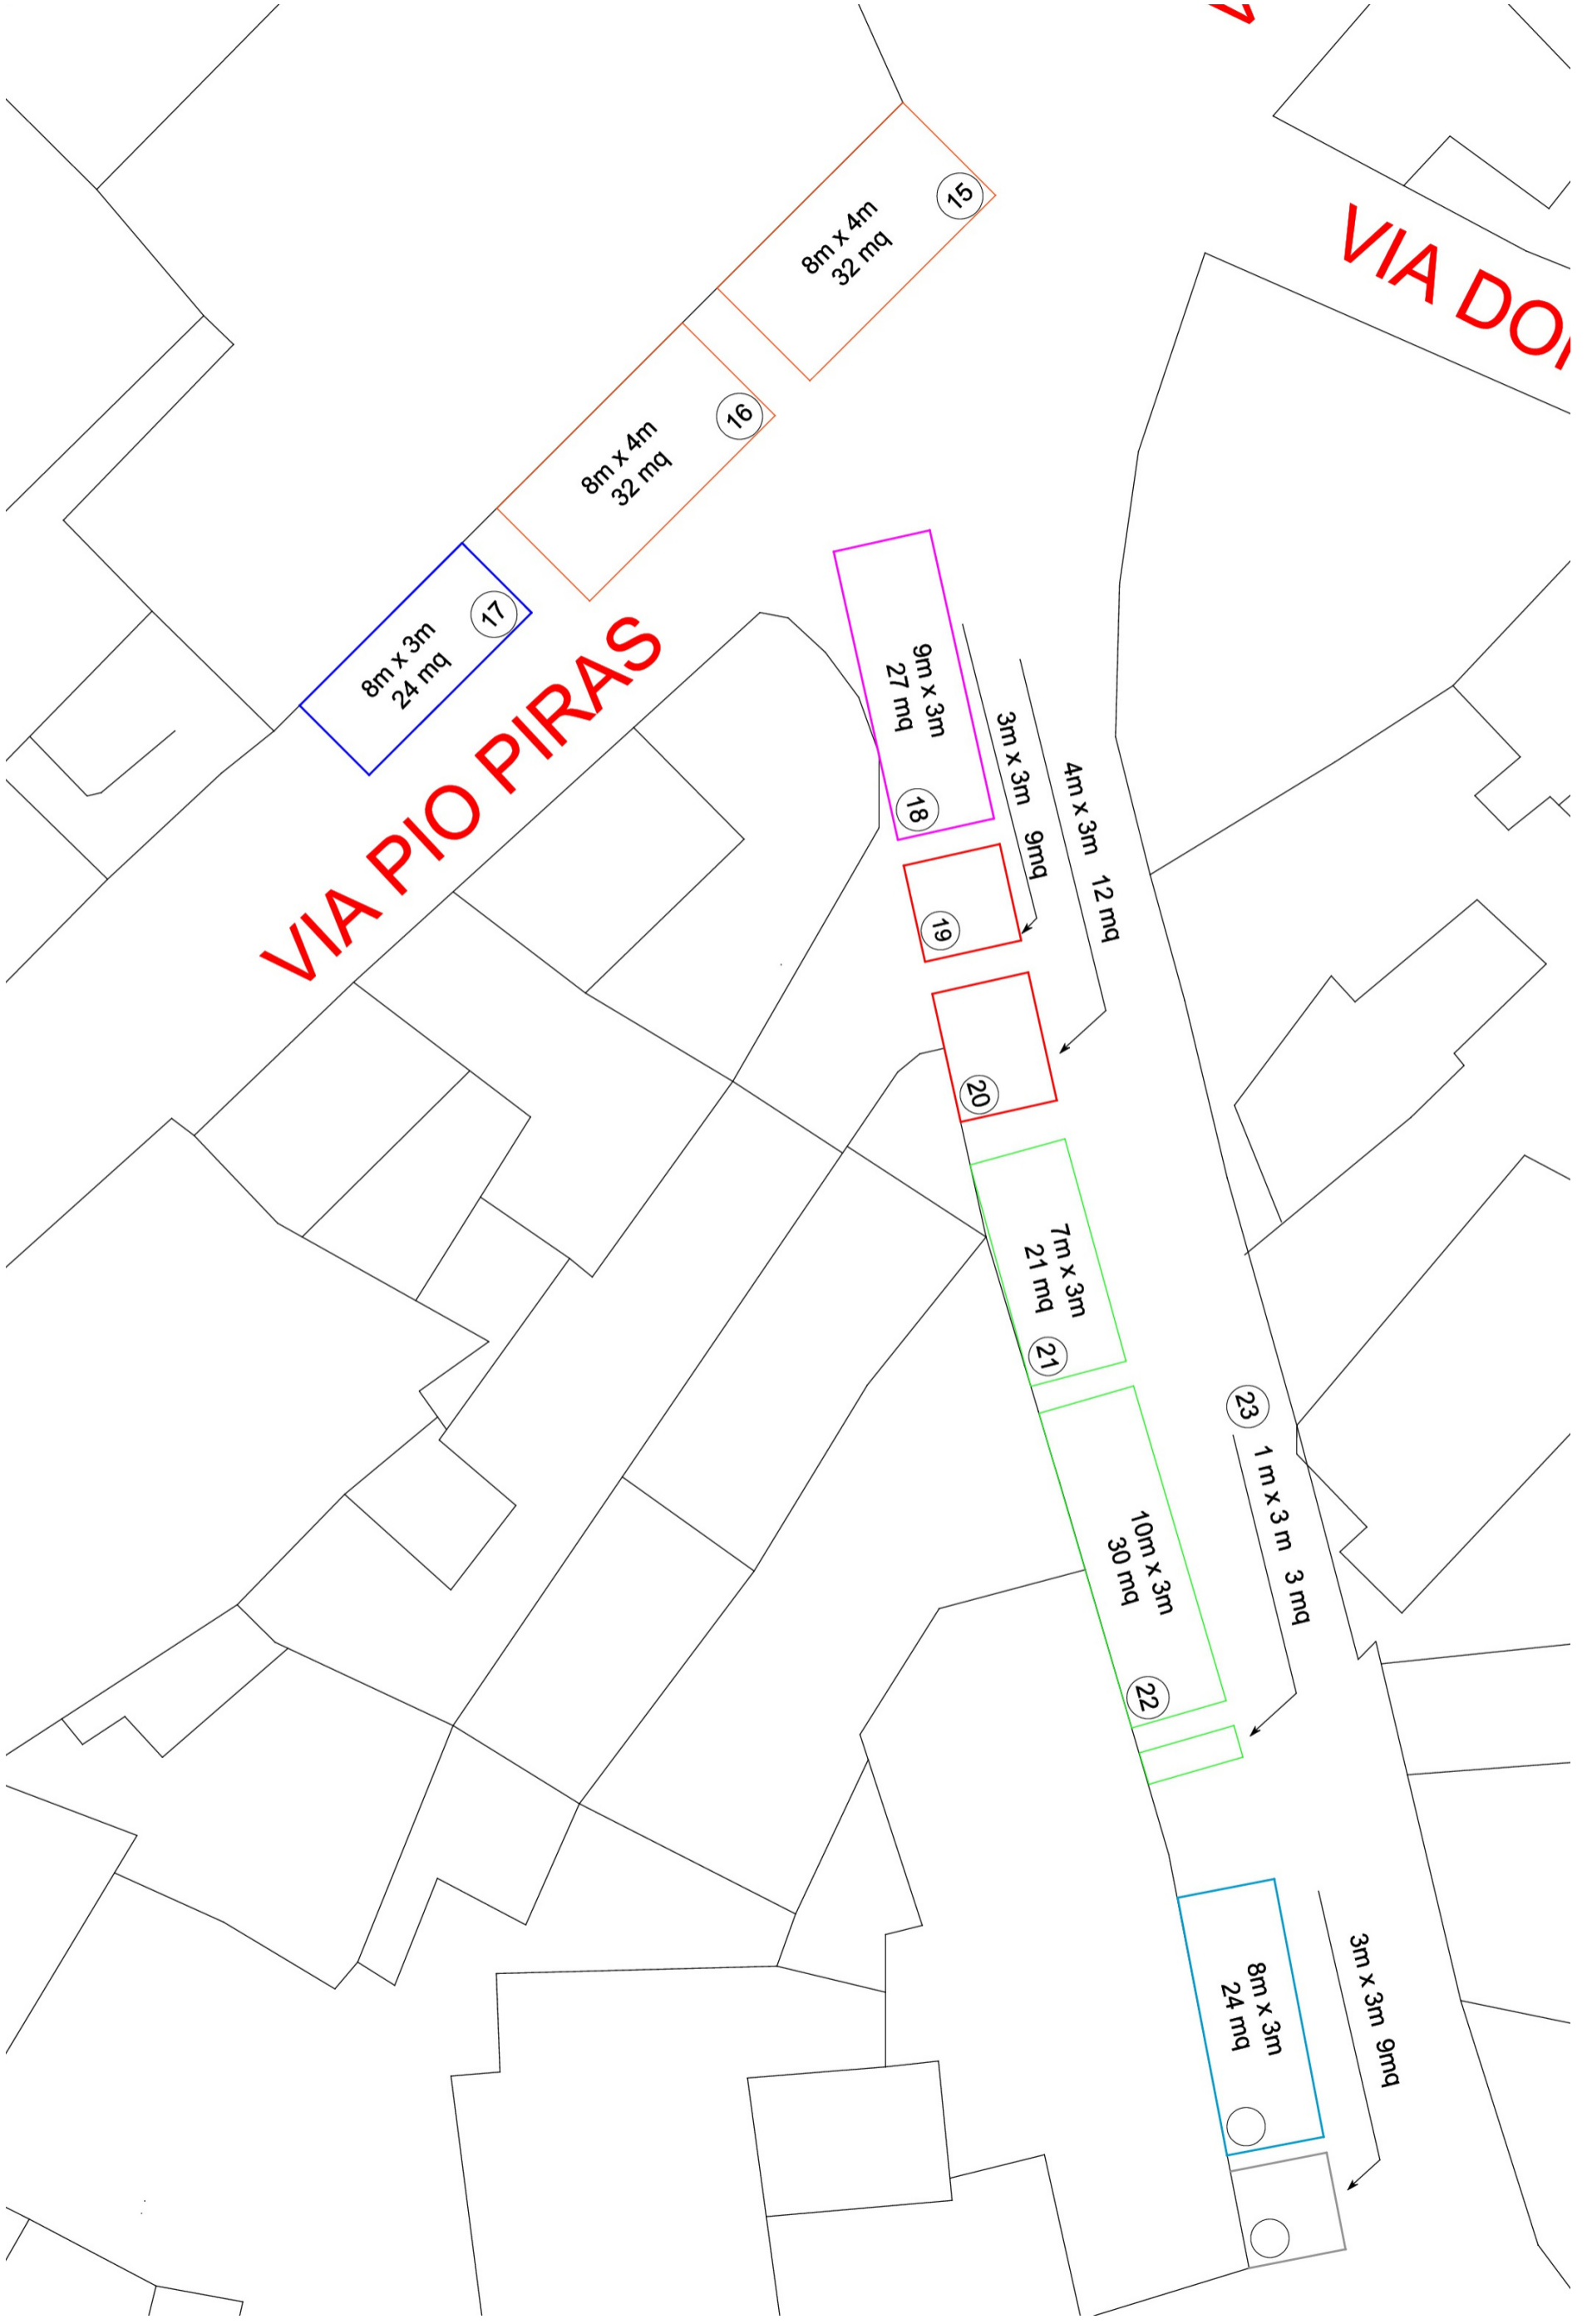 VIA DO
15
8m x 4m
32 mq
16
8m x 4m
32 mq
17
8m x 3m
24 mq
VIA PIO PIRAS
9m x 3m
27 mq
18
3m x 3m 9mq
4m x 3m 12 mq
19
20
7m x 3m
21 mq
21
23
1 m x 3 m 3 mq
10m x 3m
30 mq
22
8m x 3m
24 mq
3m x 3m 9mq